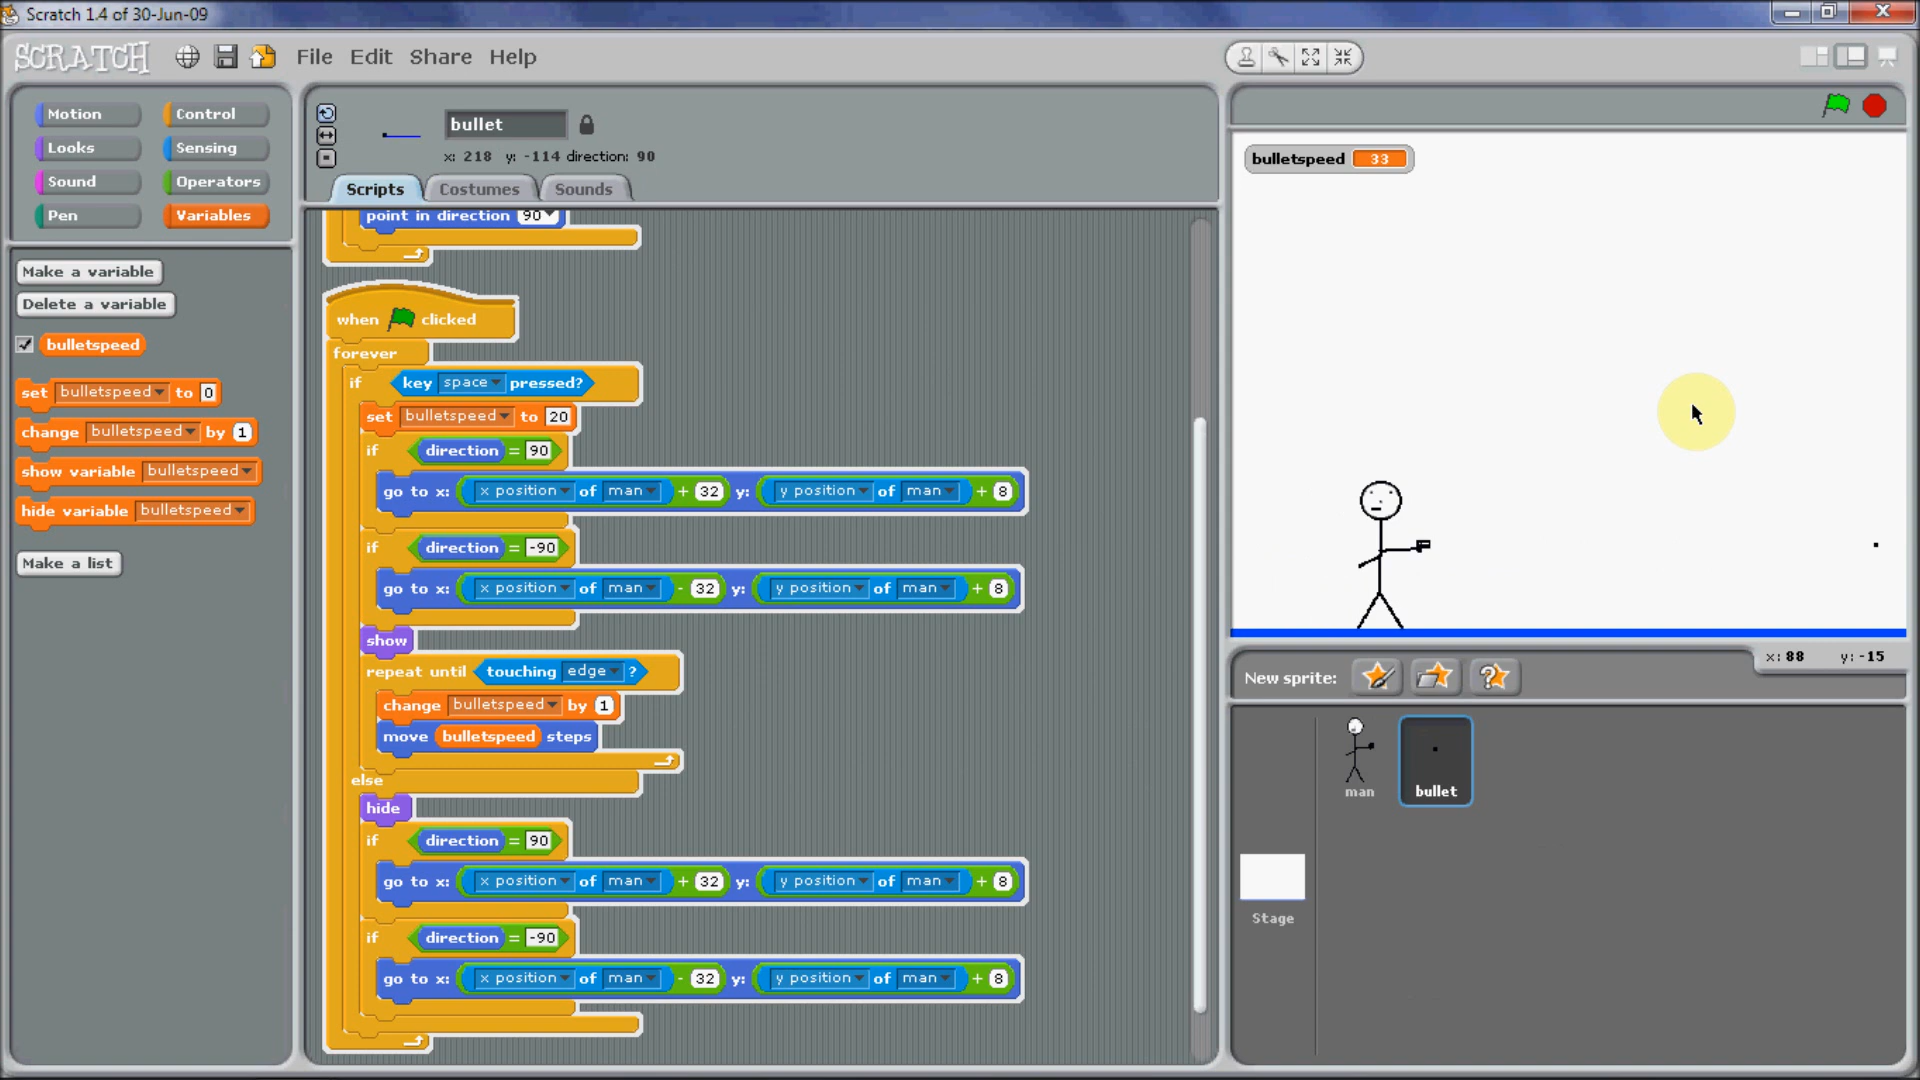 Scratch 1.4 of 30-Jun-09
SCRATCH File Edit Share Help
Motion Control
Looks Sensing
Sound Operators
Pen Variables
Make a variable
Delete a variable
bulletspeed
set bulletspeed to 0
change bulletspeed by 1
show variable bulletspeed
hide variable bulletspeed
Make a list
bullet
x: 218 y: -114 direction: 90
Scripts Costumes Sounds
point in direction 90
when clicked
forever
if key space pressed?
set bulletspeed to 20
if direction = 90
go to x: x position of man + 32 y: y position of man + 8
if direction = -90
go to x: x position of man - 32 y: y position of man + 8
show
repeat until touching edge ?
change bulletspeed by 1
move bulletspeed steps
else
hide
if direction = 90
go to x: x position of man + 32 y: y position of man + 8
if direction = -90
go to x: x position of man - 32 y: y position of man + 8
bulletspeed 33
x: 88 y: -15
New sprite:
man
bullet
Stage